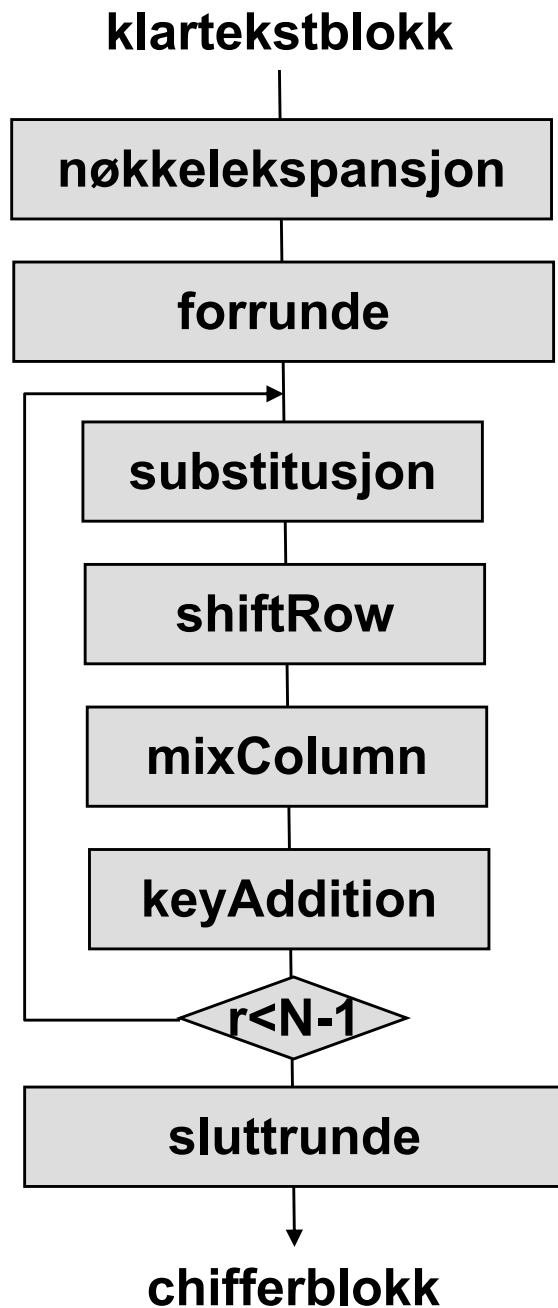 klartekstblokk
nøkkelekspansjon
forrunde
substitusjon
shiftRow
mixColumn
keyAddition
r<N-1
sluttrunde
chifferblokk